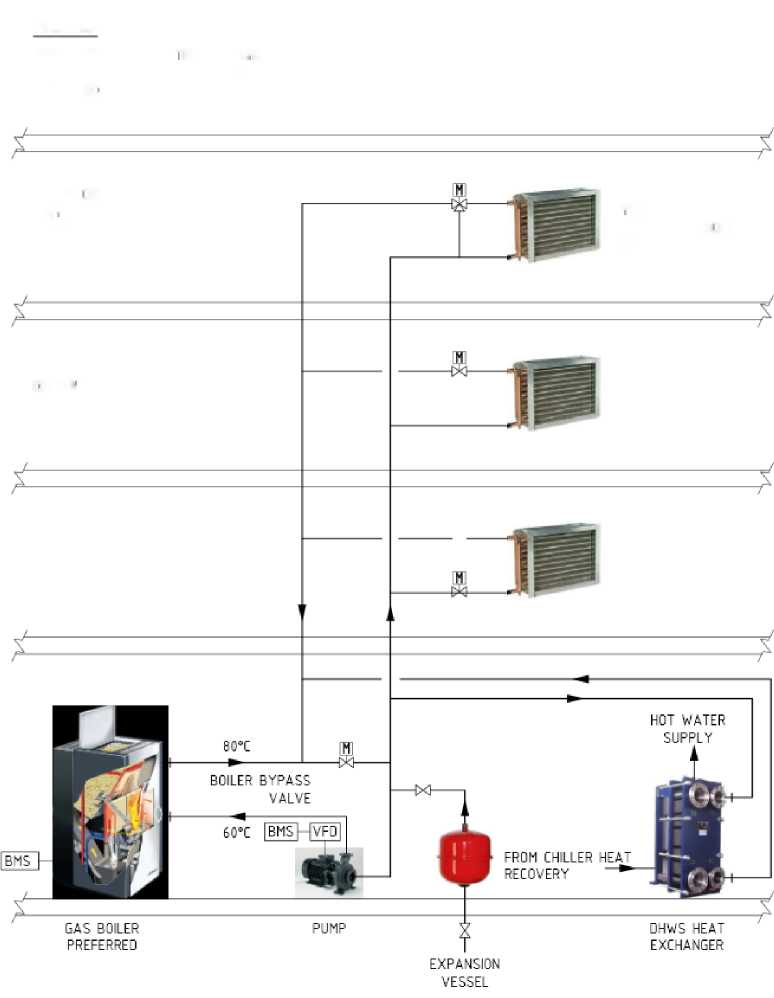 M
M
M
HOT WATER
SUPPLY
80°C
M
BOILER BYPASS
VALVE
60°C
BMS
VFD
BMS
FROM CHILLER HEAT
RECOVERY
GAS BOILER
PREFERRED
PUMP
DHWS HEAT
EXCHANGER
EXPANSION
VESSEL